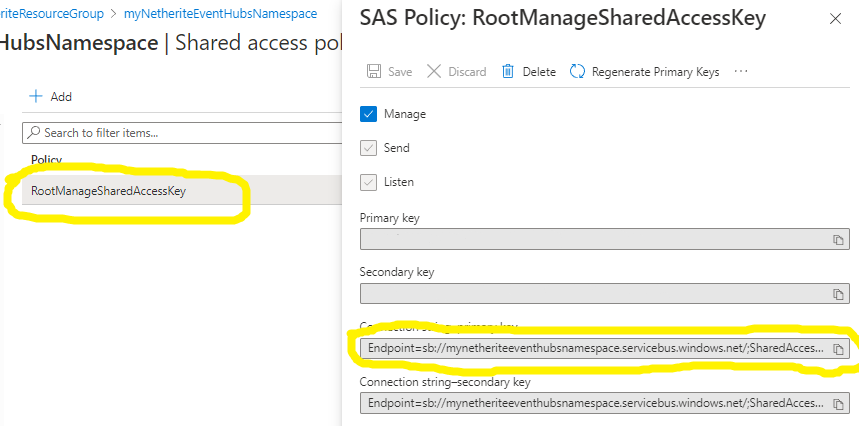 riteResourceGroup > myNetheriteEventHubsNamespace
HubsNamespace | Shared access pol
+ Add
Search to filter items...
Policy
RootManageSharedAccessKey
SAS Policy: RootManageSharedAccessKey
Save Discard Delete Regenerate Primary Keys ...
Manage
Send
Listen
Primary key
Secondary key
Connection string–primary key
Endpoint=sb://mynetheriteeventhubsnamespace.servicebus.windows.net/;SharedAcces...
Connection string–secondary key
Endpoint=sb://mynetheriteeventhubsnamespace.servicebus.windows.net/;SharedAcces...